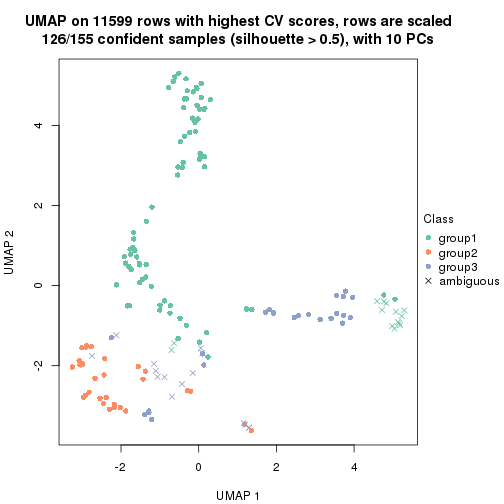 UMAP on 11599 rows with highest CV scores, rows are scaled
126/155 confident samples (silhouette > 0.5), with 10 PCs
4
2
0
-2
UMAP 2
-2
0
2
4
UMAP 1
Class
group1
group2
group3
ambiguous